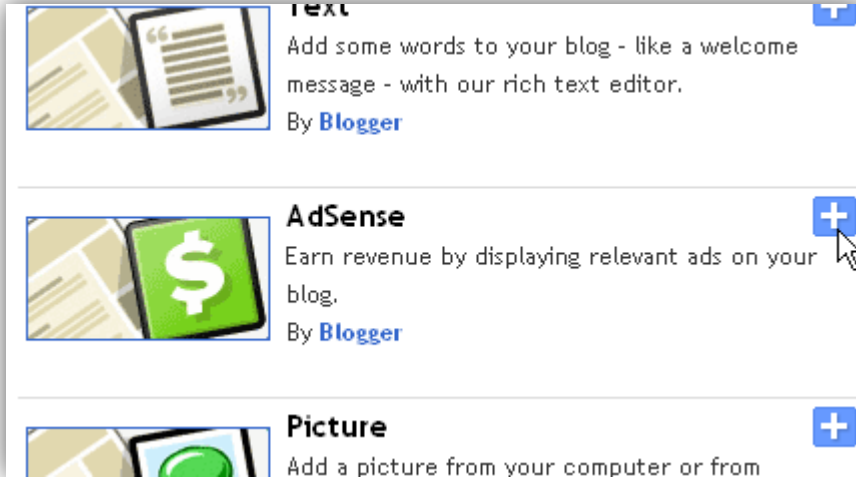 Text
Add some words to your blog - like a welcome
message - with our rich text editor.
By Blogger
AdSense
Earn revenue by displaying relevant ads on your
blog.
By Blogger
Picture
Add a picture from your computer or from